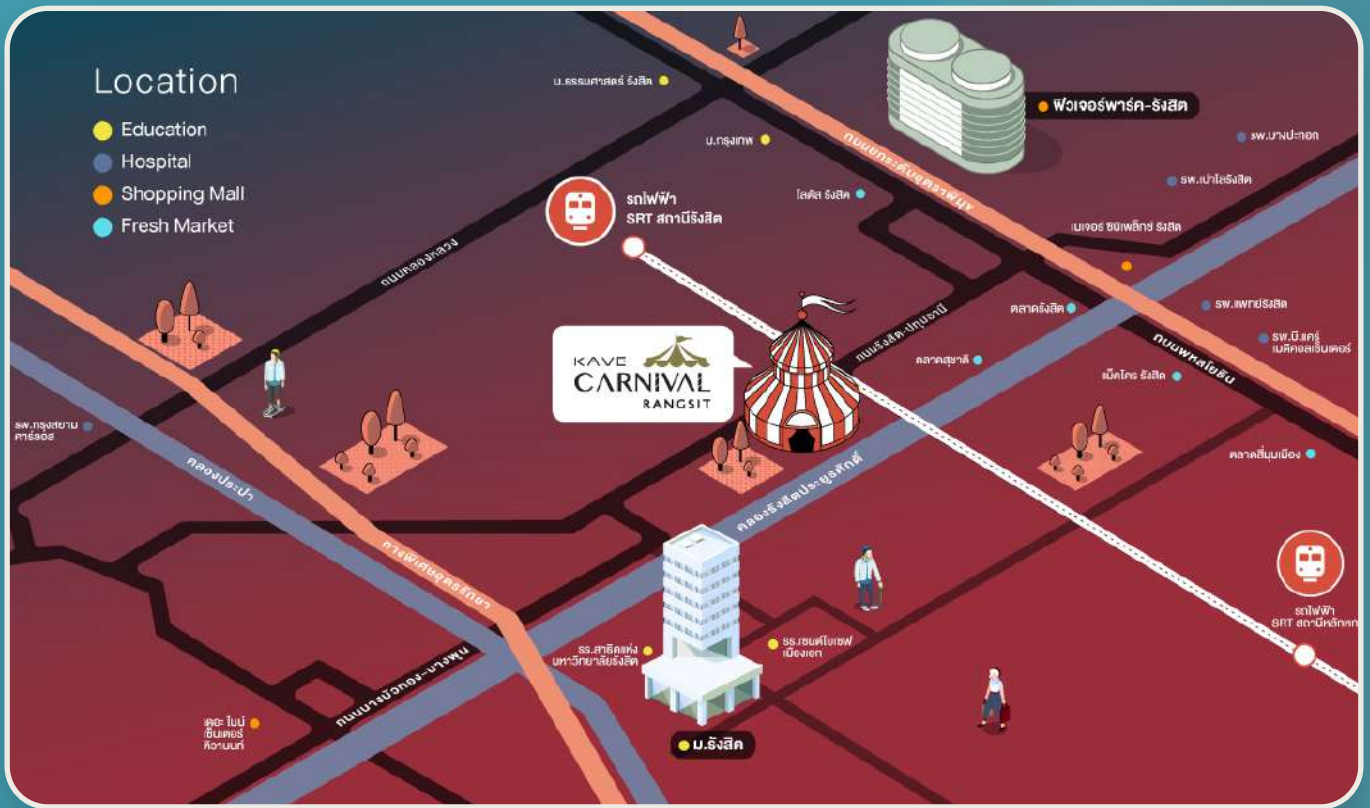 Location
Education
Hospital
Shopping Mall
Fresh Market
ม.ธรรมศาสตร์ รังสิต
ม.กรุงเทพ
ฟิวเจอร์พาร์ค-รังสิต
รพ.บางปะกอก
รพ.เปาโลรังสิต
ถนนยกระดับอุตราภิมุข
รถไฟฟ้า
SRT สถานีรังสิต
โลตัส รังสิต
เมเจอร์ ซีนีเพล็กซ์ รังสิต
ถนนคลองหลวง
ตลาดรังสิต
รพ.แพทย์รังสิต
ถนนรังสิต-ปทุมธานี
KAVE
CARNIVAL
RANGSIT
ตลาดสุชาติ
แม็คโคร รังสิต
ถนนพหลโยธิน
รพ.บี.แคร์
เมดิคอลเซ็นเตอร์
รพ.กรุงสยาม
คาร์ลอส
ตลาดสี่มุมเมือง
คลองประปา
คลองรังสิตประยูรศักดิ์
ทางพิเศษอุดรรัถยา
รถไฟฟ้า
SRT สถานีหลักหก
รร.สาธิตแห่ง
มหาวิทยาลัยรังสิต
รร.เซนต์โยเซฟ
เมืองเอก
ถนนบางบัวทอง-บางพูน
เดอะ ไนน์
เซ็นเตอร์
ติวานนท์
ม.รังสิต